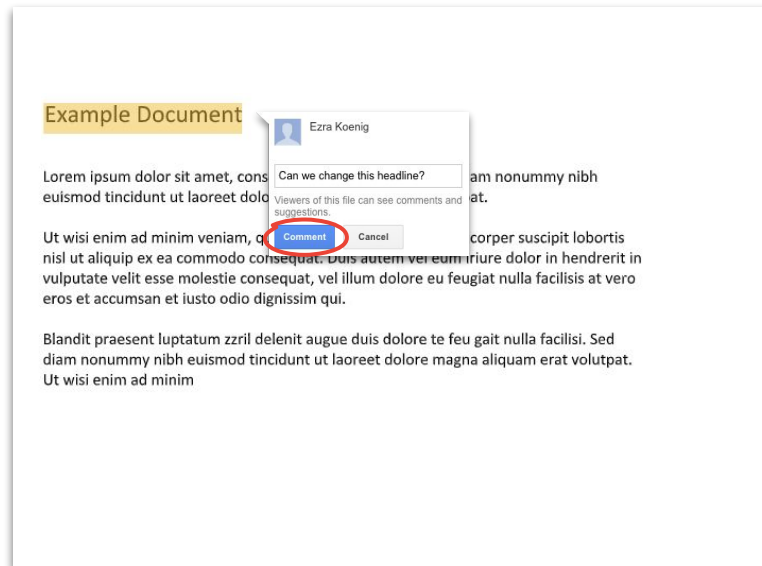 Example Document
Ezra Koenig
Can we change this headline?
Viewers of this file can see comments and
suggestions.
Comment Cancel
Lorem ipsum dolor sit amet, cons am nonummy nibh
euismod tincidunt ut laoreet dolo at.
Ut wisi enim ad minim veniam, q corper suscipit lobortis
nisl ut aliquip ex ea commodo consequat. Duis autem vel eum iriure dolor in hendrerit in
vulputate velit esse molestie consequat, vel illum dolore eu feugiat nulla facilisis at vero
eros et accumsan et iusto odio dignissim qui.
Blandit praesent luptatum zzril delenit augue duis dolore te feu gait nulla facilisi. Sed
diam nonummy nibh euismod tincidunt ut laoreet dolore magna aliquam erat volutpat.
Ut wisi enim ad minim